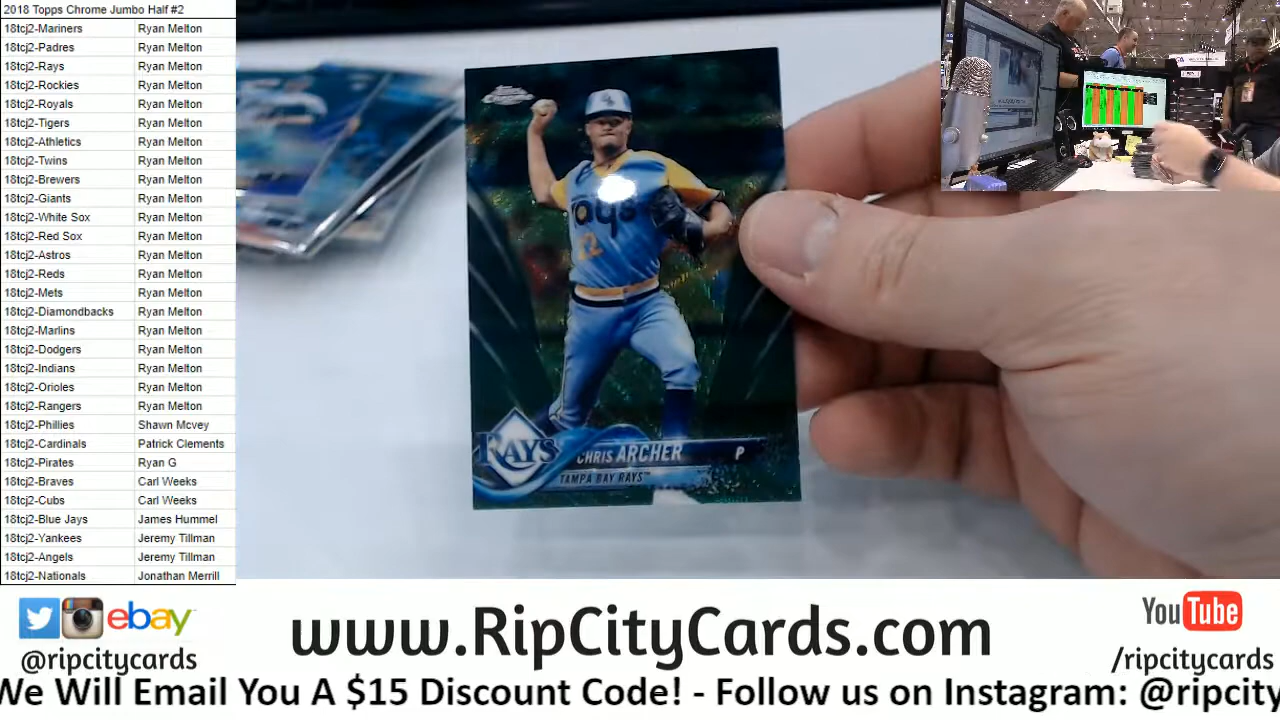 2018 Topps Chrome Jumbo Half #2
18tcj2-Mariners Ryan Melton
18tcj2-Padres Ryan Melton
18tcj2-Rays Ryan Melton
18tcj2-Rockies Ryan Melton
18tcj2-Royals Ryan Melton
18tcj2-Tigers Ryan Melton
18tcj2-Athletics Ryan Melton
18tcj2-Twins Ryan Melton
18tcj2-Brewers Ryan Melton
18tcj2-Giants Ryan Melton
18tcj2-White Sox Ryan Melton
18tcj2-Red Sox Ryan Melton
18tcj2-Astros Ryan Melton
18tcj2-Reds Ryan Melton
18tcj2-Mets Ryan Melton
18tcj2-Diamondbacks Ryan Melton
18tcj2-Marlins Ryan Melton
18tcj2-Dodgers Ryan Melton
18tcj2-Indians Ryan Melton
18tcj2-Orioles Ryan Melton
18tcj2-Rangers Ryan Melton
18tcj2-Phillies Shawn Mcvey
18tcj2-Cardinals Patrick Clements
18tcj2-Pirates Ryan G
18tcj2-Braves Carl Weeks
18tcj2-Cubs Carl Weeks
18tcj2-Blue Jays James Hummel
18tcj2-Yankees Jeremy Tillman
18tcj2-Angels Jeremy Tillman
18tcj2-Nationals Jonathan Merrill
rays
22
RAYS
CHRIS ARCHER P
TAMPA BAY RAYS™
ebay
@ripcitycards
www.RipCityCards.com
YouTube
/ripcitycards
We Will Email You A $15 Discount Code! - Follow us on Instagram: @ripcity